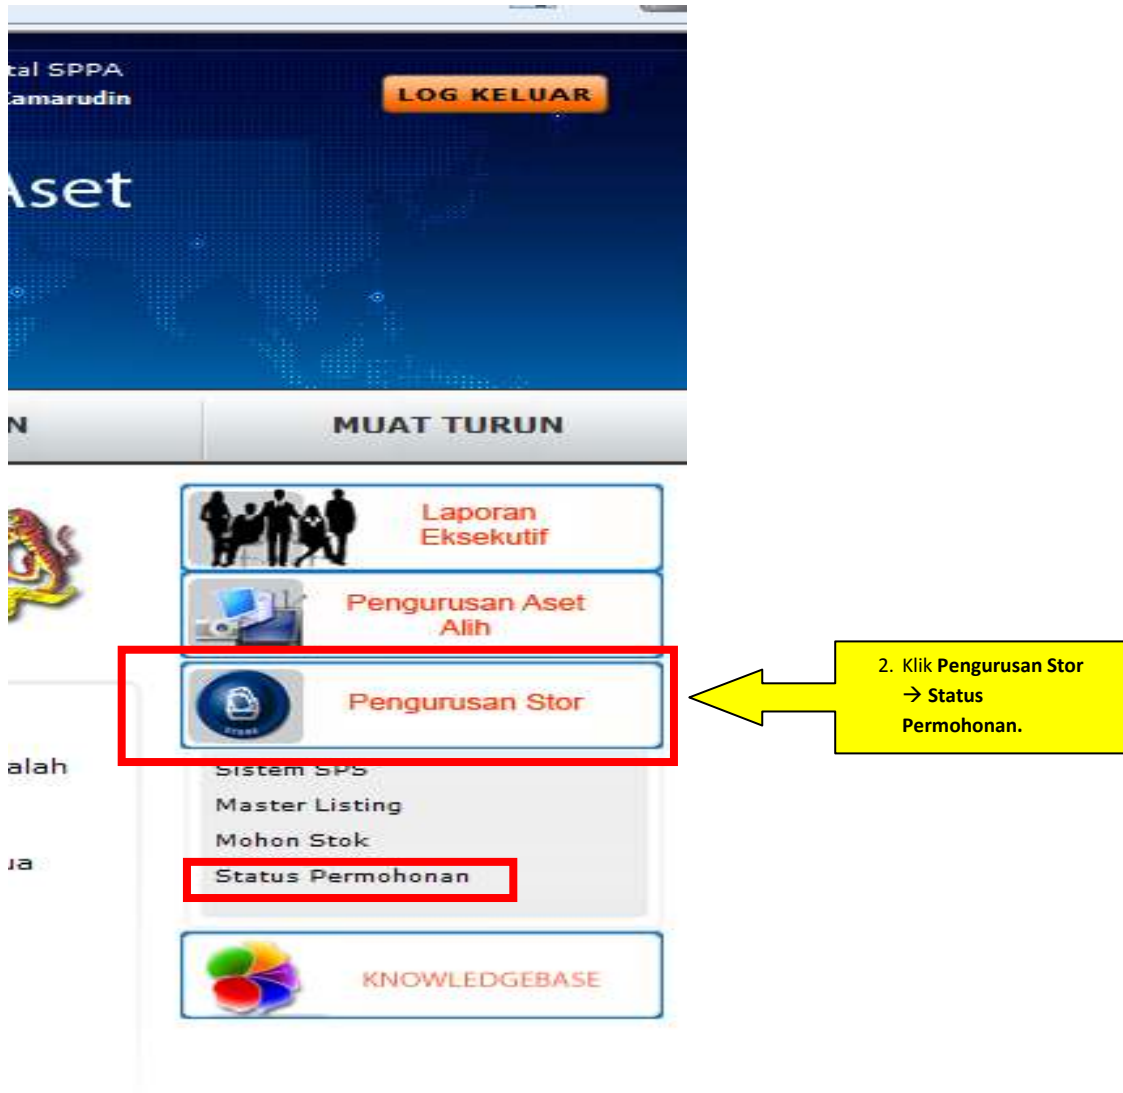 tal SPPA
amarudin
LOG KELUAR
Aset
N
MUAT TURUN
Laporan
Eksekutif
Pengurusan Aset
Alih
Pengurusan Stor
2. Klik Pengurusan Stor
→ Status
Permohonan.
alah
Sistem SPS
Master Listing
Mohon Stok
ua
Status Permohonan
KNOWLEDGEBASE